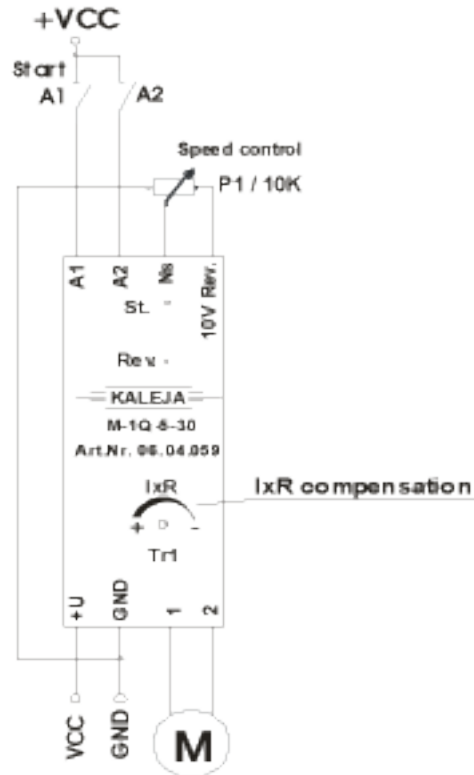 +VCC
Start
A1
A2
Speed control
P1 / 10K
A1
A2
Ns
10V Rev.
St.
Rev.
KALEJA
M-1Q-5-30
Art.Nr. 06.04.059
IxR
IxR compensation
+
-
Tr1
+U
GND
1
2
VCC
GND
M